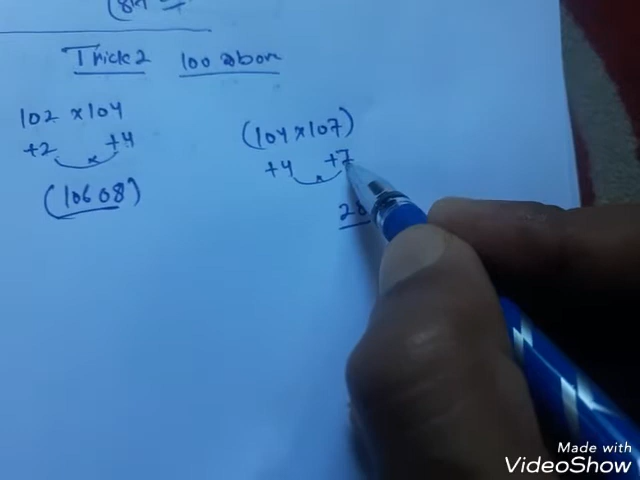 Trick 2 100 above
102 × 104
+2 × +4
(10608)
(104 × 107)
+4 × +7
28
Made with
VideoShow